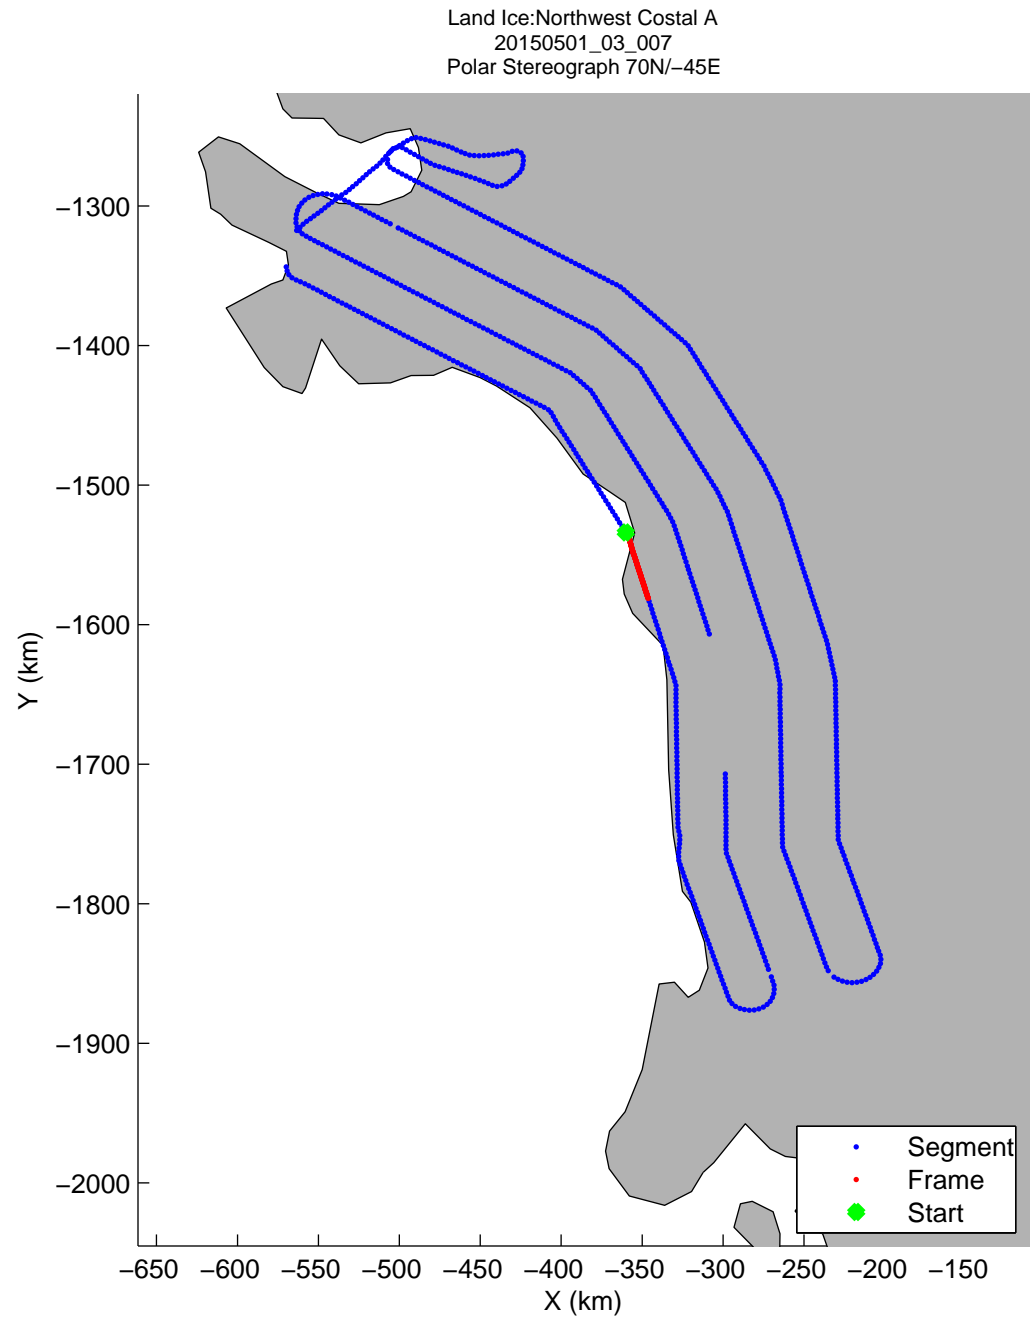 Land Ice:Northwest Costal A
20150501_03_007
Polar Stereograph 70N/−45E
−1300
−1400
−1500
−1600
−1700
−1800
−1900
−2000
Y (km)
Segment
Frame
Start
−650 −600 −550 −500 −450 −400 −350 −300 −250 −200 −150
X (km)